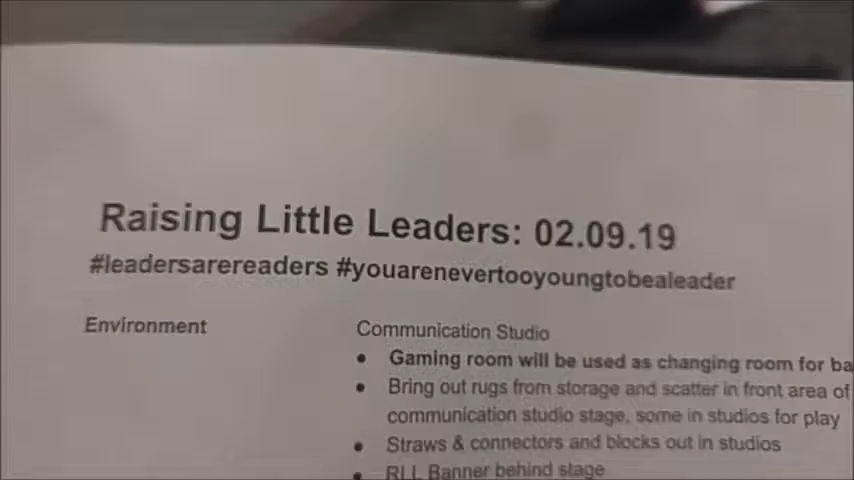 Raising Little Leaders: 02.09.19
#leadersarereaders #youarenevertooyoungtobealeader
Environment
Communication Studio
• Gaming room will be used as changing room for
• Bring out rugs from storage and scatter in front area of
communication studio stage, some in studios for play
• Straws & connectors and blocks out in studios
• RLL Banner behind stage